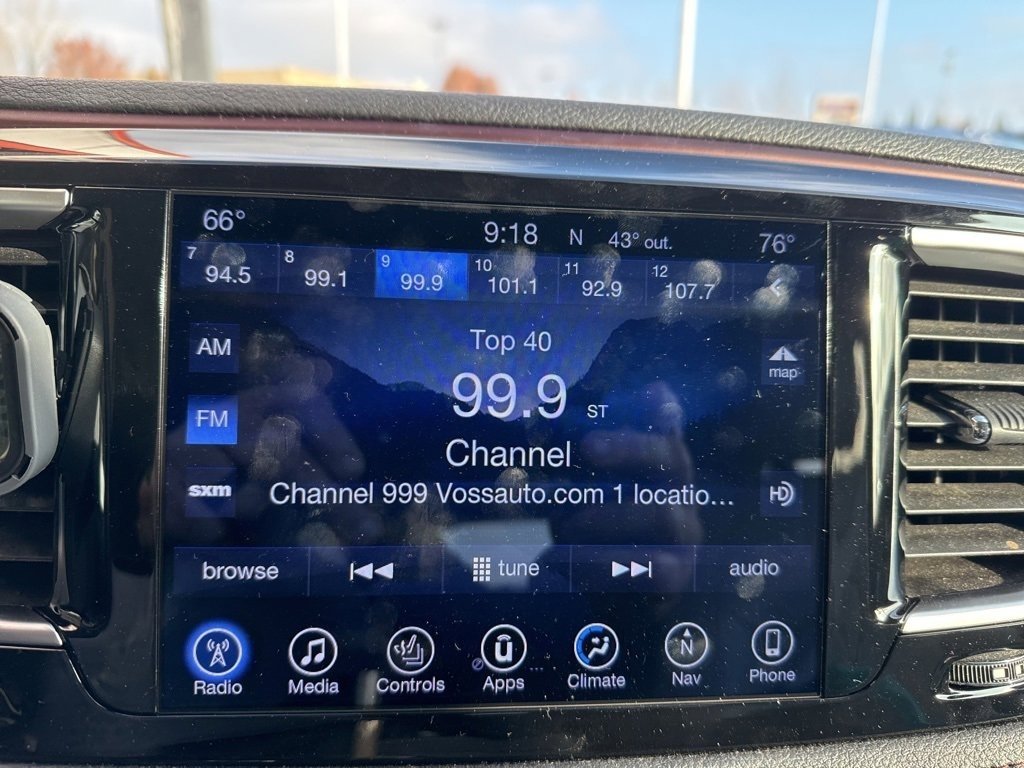 66° 9:18 N 43° out. 76°
7 94.5 8 99.1 9 99.9 10 101.1 11 92.9 12 107.7
Top 40
AM
map
99.9 ST
FM
Channel
sxm Channel 999 Vossauto.com 1 locatio... HD
browse tune audio
Radio Media Controls Apps Climate Nav Phone